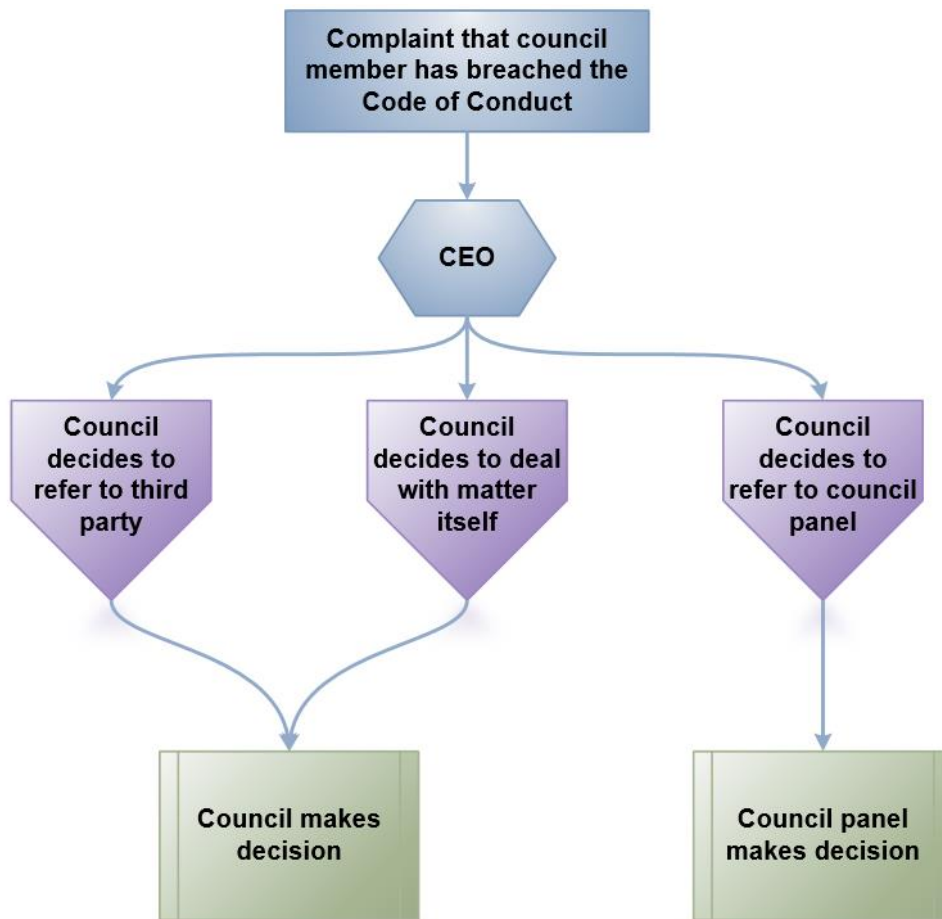 Complaint that council
member has breached the
Code of Conduct
CEO
Council
decides to
refer to third
party
Council
decides to deal
with matter
itself
Council
decides to
refer to council
panel
Council makes
decision
Council panel
makes decision